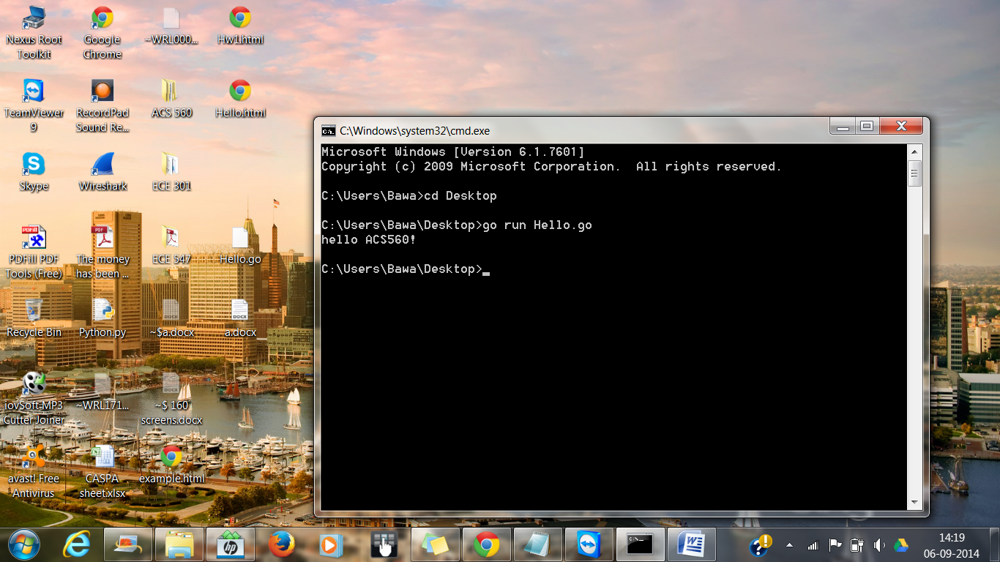 Nexus Root
Toolkit
Google
Chrome
~WRL000...
Hw1.html
TeamViewer
9
RecordPad
Sound Re...
ACS 560
Hello.html
Skype
Wireshark
ECE 301
PDFill PDF
Tools (Free)
The money
has been ...
ECE 547
Hello.go
Recycle Bin
Python.py
~$a.docx
a.docx
iovSoft MP3
Cutter Joiner
~WRL171...
~$ 160
screens.docx
avast! Free
Antivirus
CASPA
sheet.xlsx
example.html
C:\Windows\system32\cmd.exe
Microsoft Windows [Version 6.1.7601]
Copyright (c) 2009 Microsoft Corporation.  All rights reserved.
C:\Users\Bawa>cd Desktop
C:\Users\Bawa\Desktop>go run Hello.go
hello ACS560!
C:\Users\Bawa\Desktop>_
14:19
06-09-2014